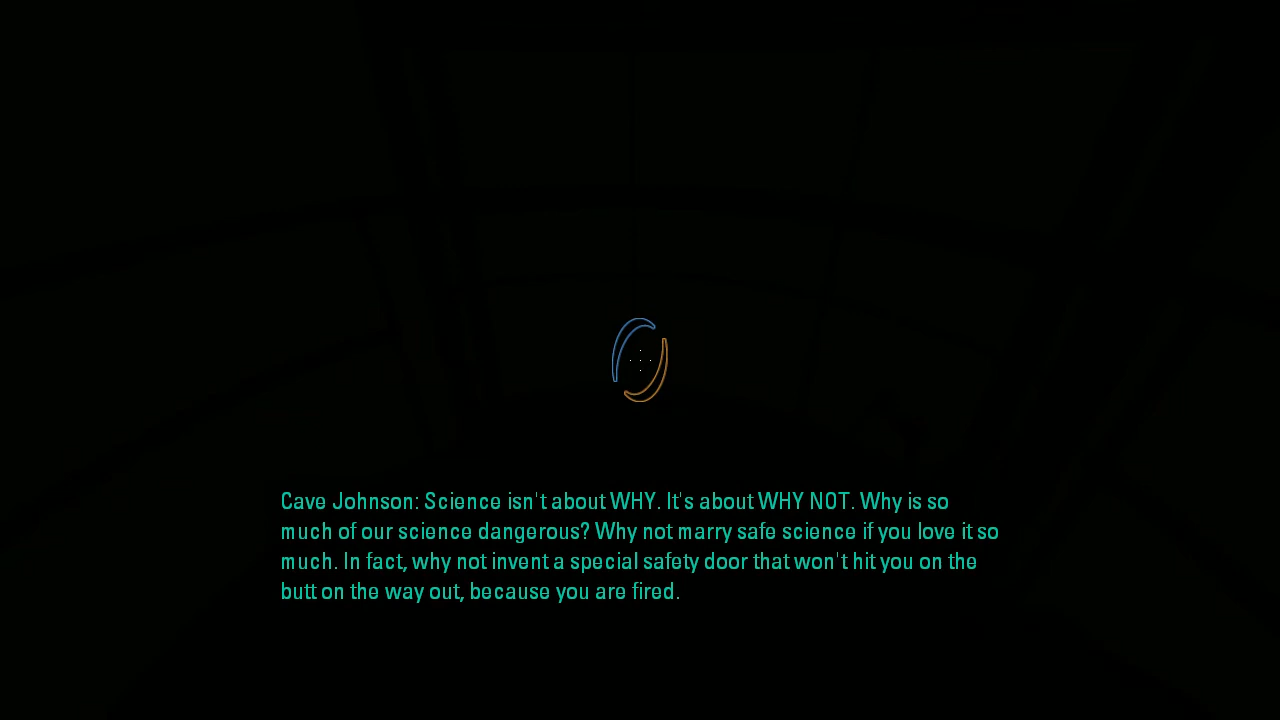 Cave Johnson: Science isn't about WHY. It's about WHY NOT. Why is so
much of our science dangerous? Why not marry safe science if you love it so
much. In fact, why not invent a special safety door that won't hit you on the
butt on the way out, because you are fired.